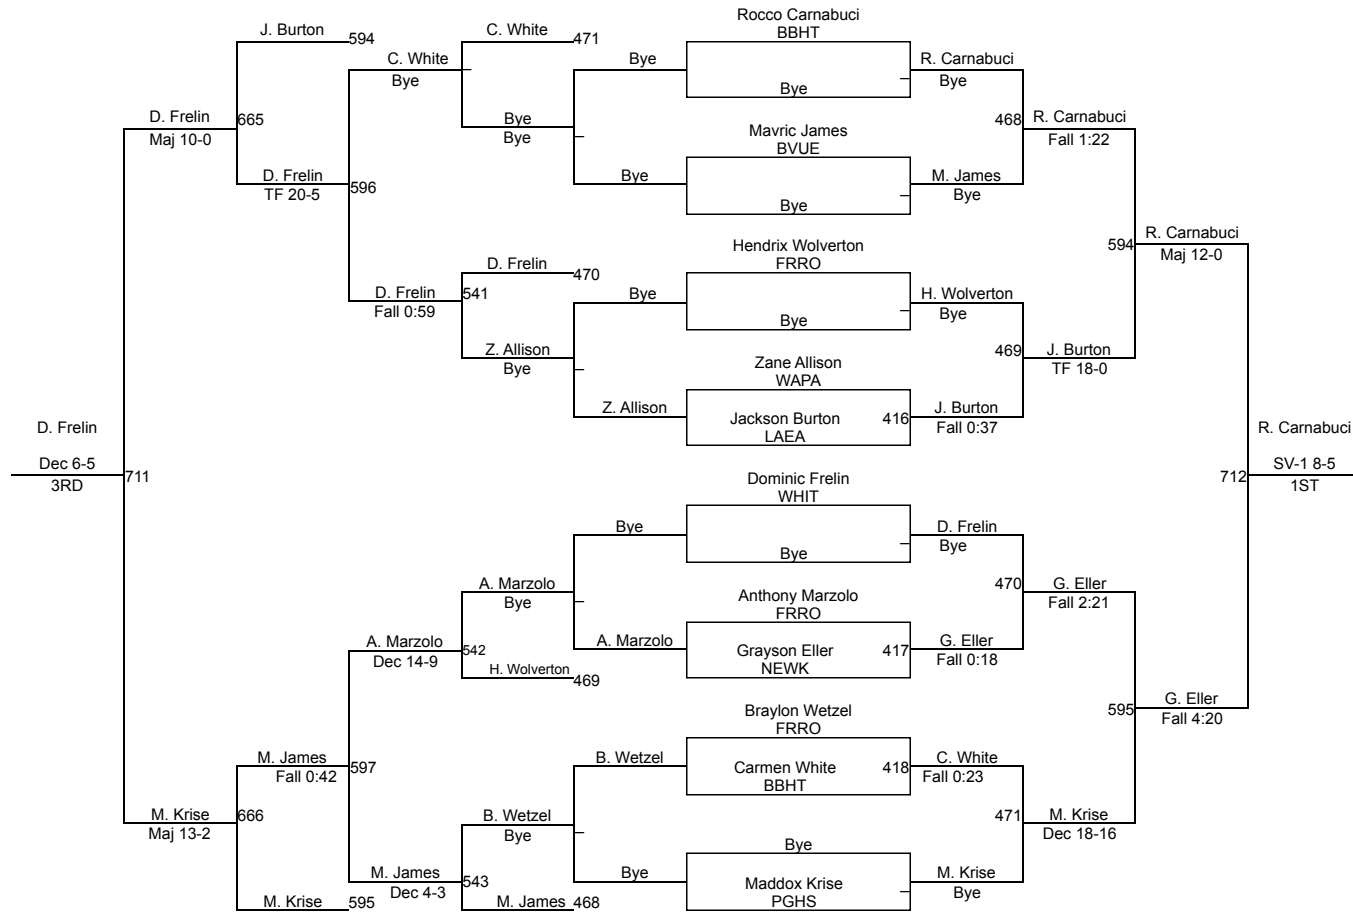 Rocco Carnabuci
BBHT
J. Burton
594
C. White
471
C. White
Bye
Bye
R. Carnabuci
Bye
Bye
D. Frelin
Maj 10-0
665
Bye
Bye
Mavric James
BVUE
468
R. Carnabuci
Fall 1:22
D. Frelin
TF 20-5
596
Bye
M. James
Bye
Bye
Hendrix Wolverton
FRRO
594
R. Carnabuci
Maj 12-0
D. Frelin
470
D. Frelin
Fall 0:59
541
Bye
H. Wolverton
Bye
Bye
Z. Allison
Bye
Zane Allison
WAPA
469
J. Burton
TF 18-0
Z. Allison
Jackson Burton
LAEA
416
J. Burton
Fall 0:37
D. Frelin
Dec 6-5
3RD
711
R. Carnabuci
712
SV-1 8-5
1ST
Dominic Frelin
WHIT
Bye
D. Frelin
Bye
Bye
A. Marzolo
Bye
Anthony Marzolo
FRRO
470
G. Eller
Fall 2:21
A. Marzolo
Dec 14-9
542
A. Marzolo
Grayson Eller
NEWK
417
G. Eller
Fall 0:18
H. Wolverton
469
Braylon Wetzel
FRRO
595
G. Eller
Fall 4:20
M. James
Fall 0:42
597
B. Wetzel
Carmen White
BBHT
418
C. White
Fall 0:23
M. Krise
Maj 13-2
666
B. Wetzel
Bye
471
M. Krise
Dec 18-16
Bye
M. James
Dec 4-3
543
Bye
Maddox Krise
PGHS
M. Krise
Bye
M. Krise
595
M. James
468